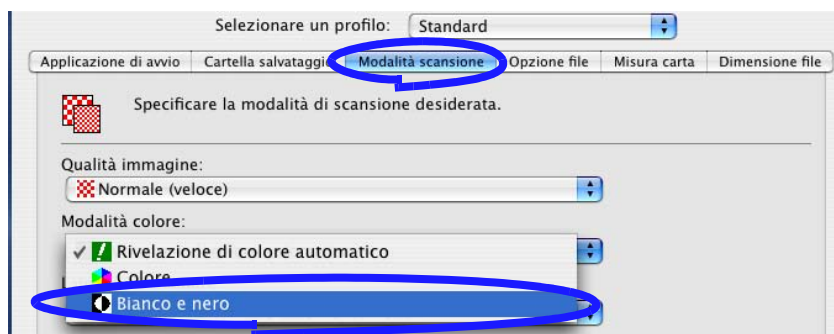 Selezionare un profilo: Standard
Applicazione di avvio Cartella salvataggio Modalità scansione Opzione file Misura carta Dimensione file
Specificare la modalità di scansione desiderata.
Qualità immagine:
Normale (veloce)
Modalità colore:
✓ Rivelazione di colore automatico
Colore
Bianco e nero